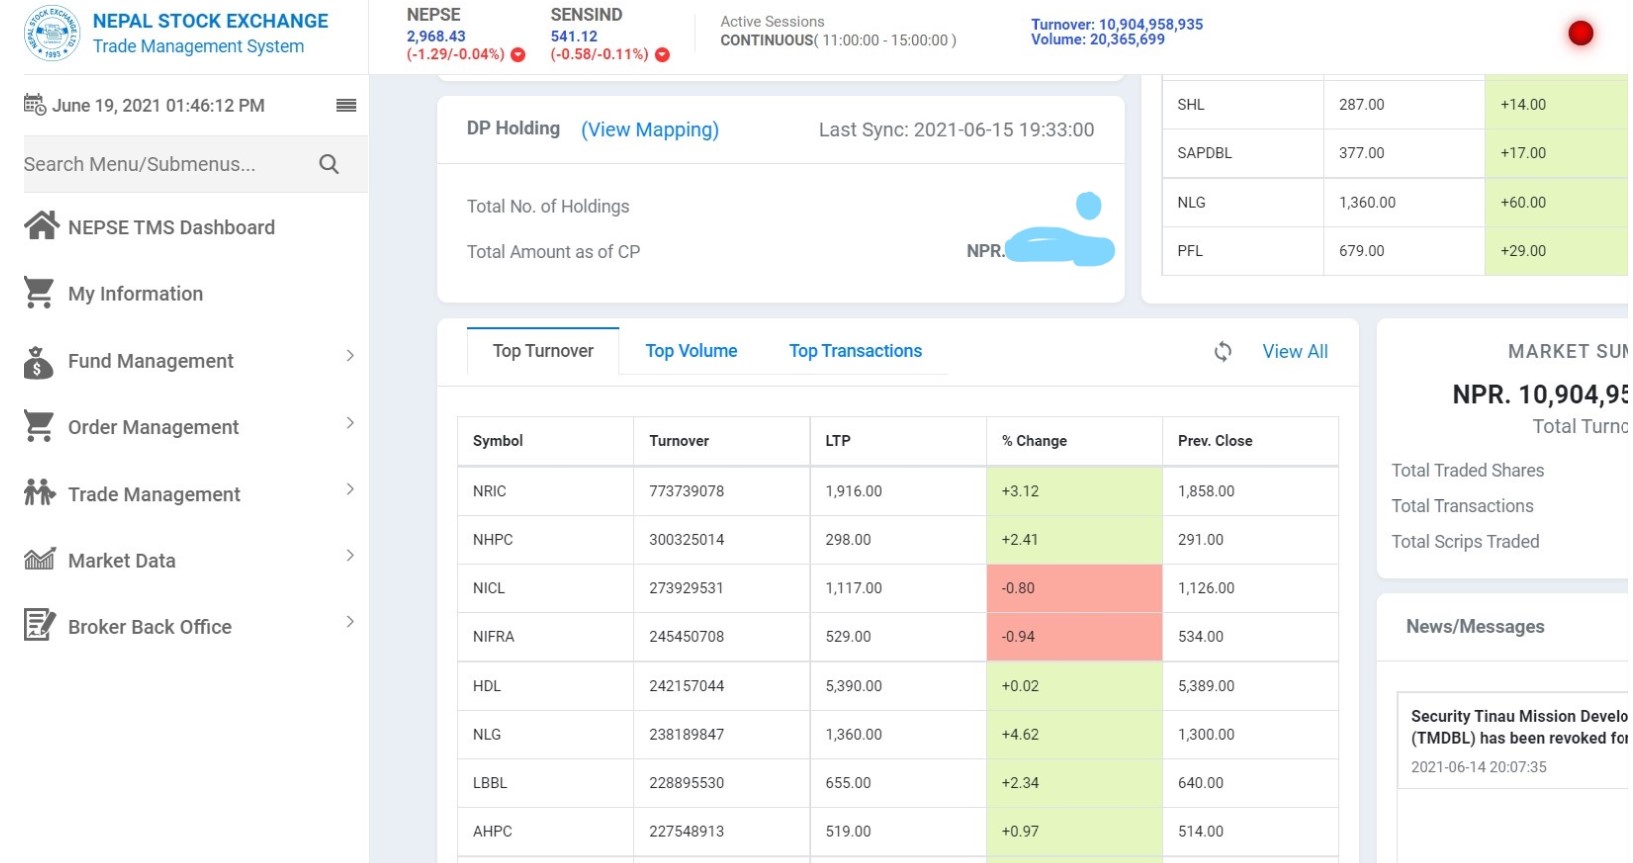 NEPAL STOCK EXCHANGE
Trade Management System
NEPSE
2,968.43
(-1.29/-0.04%)
SENSIND
541.12
(-0.58/-0.11%)
Active Sessions
CONTINUOUS( 11:00:00 - 15:00:00 )
Turnover: 10,904,958,935
Volume: 20,365,699
June 19, 2021 01:46:12 PM
Search Menu/Submenus...
NEPSE TMS Dashboard
My Information
Fund Management
Order Management
Trade Management
Market Data
Broker Back Office
DP Holding (View Mapping) Last Sync: 2021-06-15 19:33:00
Total No. of Holdings
Total Amount as of CP NPR.
SHL 287.00 +14.00
SAPDBL 377.00 +17.00
NLG 1,360.00 +60.00
PFL 679.00 +29.00
Top Turnover Top Volume Top Transactions View All
Symbol Turnover LTP % Change Prev. Close
NRIC 773739078 1,916.00 +3.12 1,858.00
NHPC 300325014 298.00 +2.41 291.00
NICL 273929531 1,117.00 -0.80 1,126.00
NIFRA 245450708 529.00 -0.94 534.00
HDL 242157044 5,390.00 +0.02 5,389.00
NLG 238189847 1,360.00 +4.62 1,300.00
LBBL 228895530 655.00 +2.34 640.00
AHPC 227548913 519.00 +0.97 514.00
MARKET SUM
NPR. 10,904,95
Total Turno
Total Traded Shares
Total Transactions
Total Scrips Traded
News/Messages
Security Tinau Mission Develo
(TMDBL) has been revoked for
2021-06-14 20:07:35